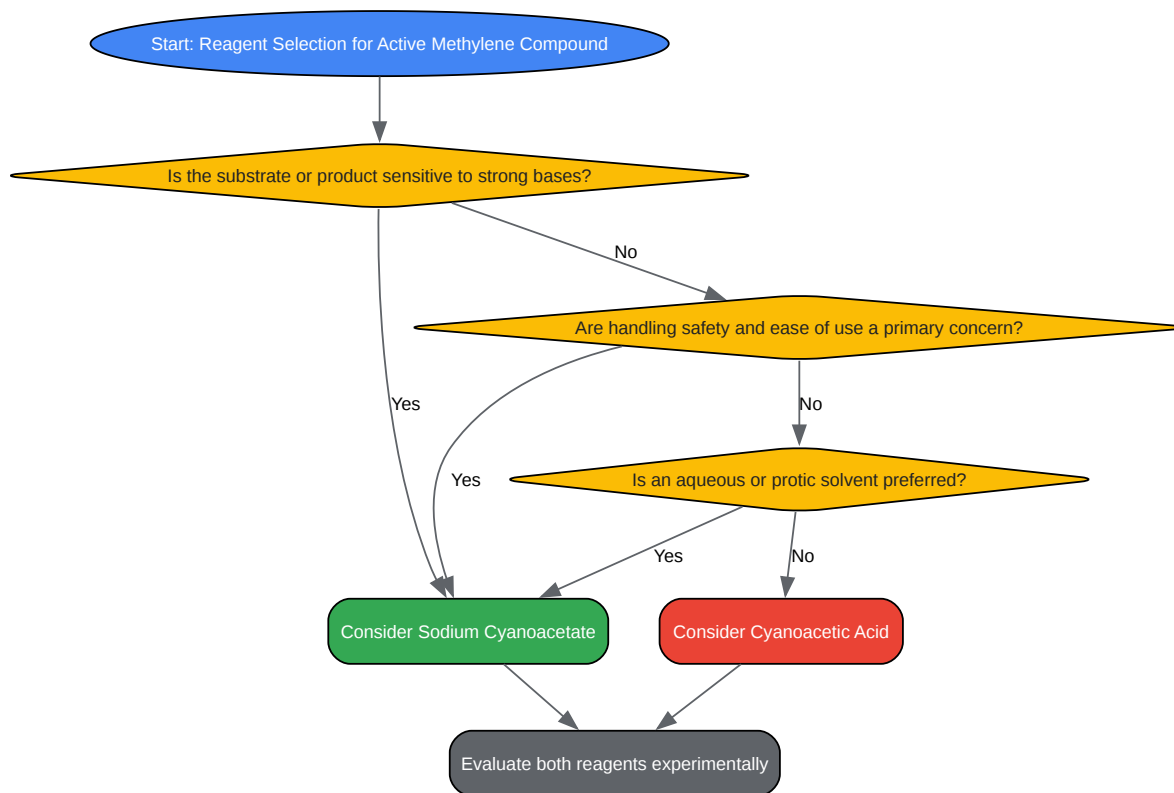 Start: Reagent Selection for Active Methylene Compound
Is the substrate or product sensitive to strong bases?
No
Are handling safety and ease of use a primary concern?
Yes
No
Yes
Is an aqueous or protic solvent preferred?
Yes
No
Consider Sodium Cyanoacetate
Consider Cyanoacetic Acid
Evaluate both reagents experimentally